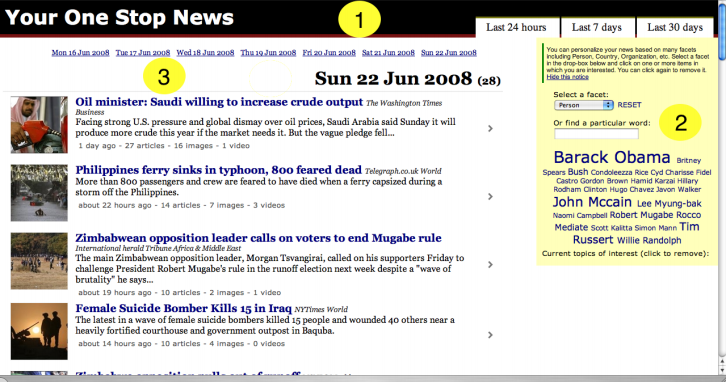 Your One Stop News
1
Last 24 hours
Last 7 days
Last 30 days
Mon 16 Jun 2008 Tue 17 Jun 2008 Wed 18 Jun 2008 Thu 19 Jun 2008 Fri 20 Jun 2008 Sat 21 Jun 2008 Sun 22 Jun 2008
3
Sun 22 Jun 2008 (28)
Oil minister: Saudi willing to increase crude output The Washington Times
Business
Facing strong U.S. pressure and global dismay over oil prices, Saudi Arabia said Sunday it will
produce more crude this year if the market needs it. But the vague pledge fell...
1 day ago - 27 articles - 16 images - 1 video
Philippines ferry sinks in typhoon, 800 feared dead Telegraph.co.uk World
More than 800 passengers and crew are feared to have died when a ferry capsized during a
storm off the Philippines.
about 22 hours ago - 14 articles - 7 images - 3 videos
Zimbabwean opposition leader calls on voters to end Mugabe rule
International herald Tribune Africa & Middle East
The main Zimbabwean opposition leader, Morgan Tsvangirai, called on his supporters Friday to
challenge President Robert Mugabe's rule in the runoff election next week despite a "wave of
brutality" he says...
about 19 hours ago - 10 articles - 2 images - 1 video
Female Suicide Bomber Kills 15 in Iraq NYTimes World
The latest in a wave of female suicide bombers killed 15 people and wounded 40 others near a
heavily fortified courthouse and government outpost in Baquba.
about 14 hours ago - 10 articles - 4 images - 0 videos
You can personalize your news based on many facets
including Person, Country, Organization, etc. Select a facet
in the drop-box below and click on one or more items in
which you are interested. You can click again to remove it.
Hide this notice
Select a facet:
Person RESET
2
Or find a particular word:
Barack Obama Britney
Spears Bush Condoleezza Rice Cyd Charisse Fidel
Castro Gordon Brown Hamid Karzai Hillary
Rodham Clinton Hugo Chavez Javon Walker
John Mccain Lee Myung-bak
Naomi Campbell Robert Mugabe Rocco
Mediate Scott Kalitta Simon Mann Tim
Russert Willie Randolph
Current topics of interest (click to remove):